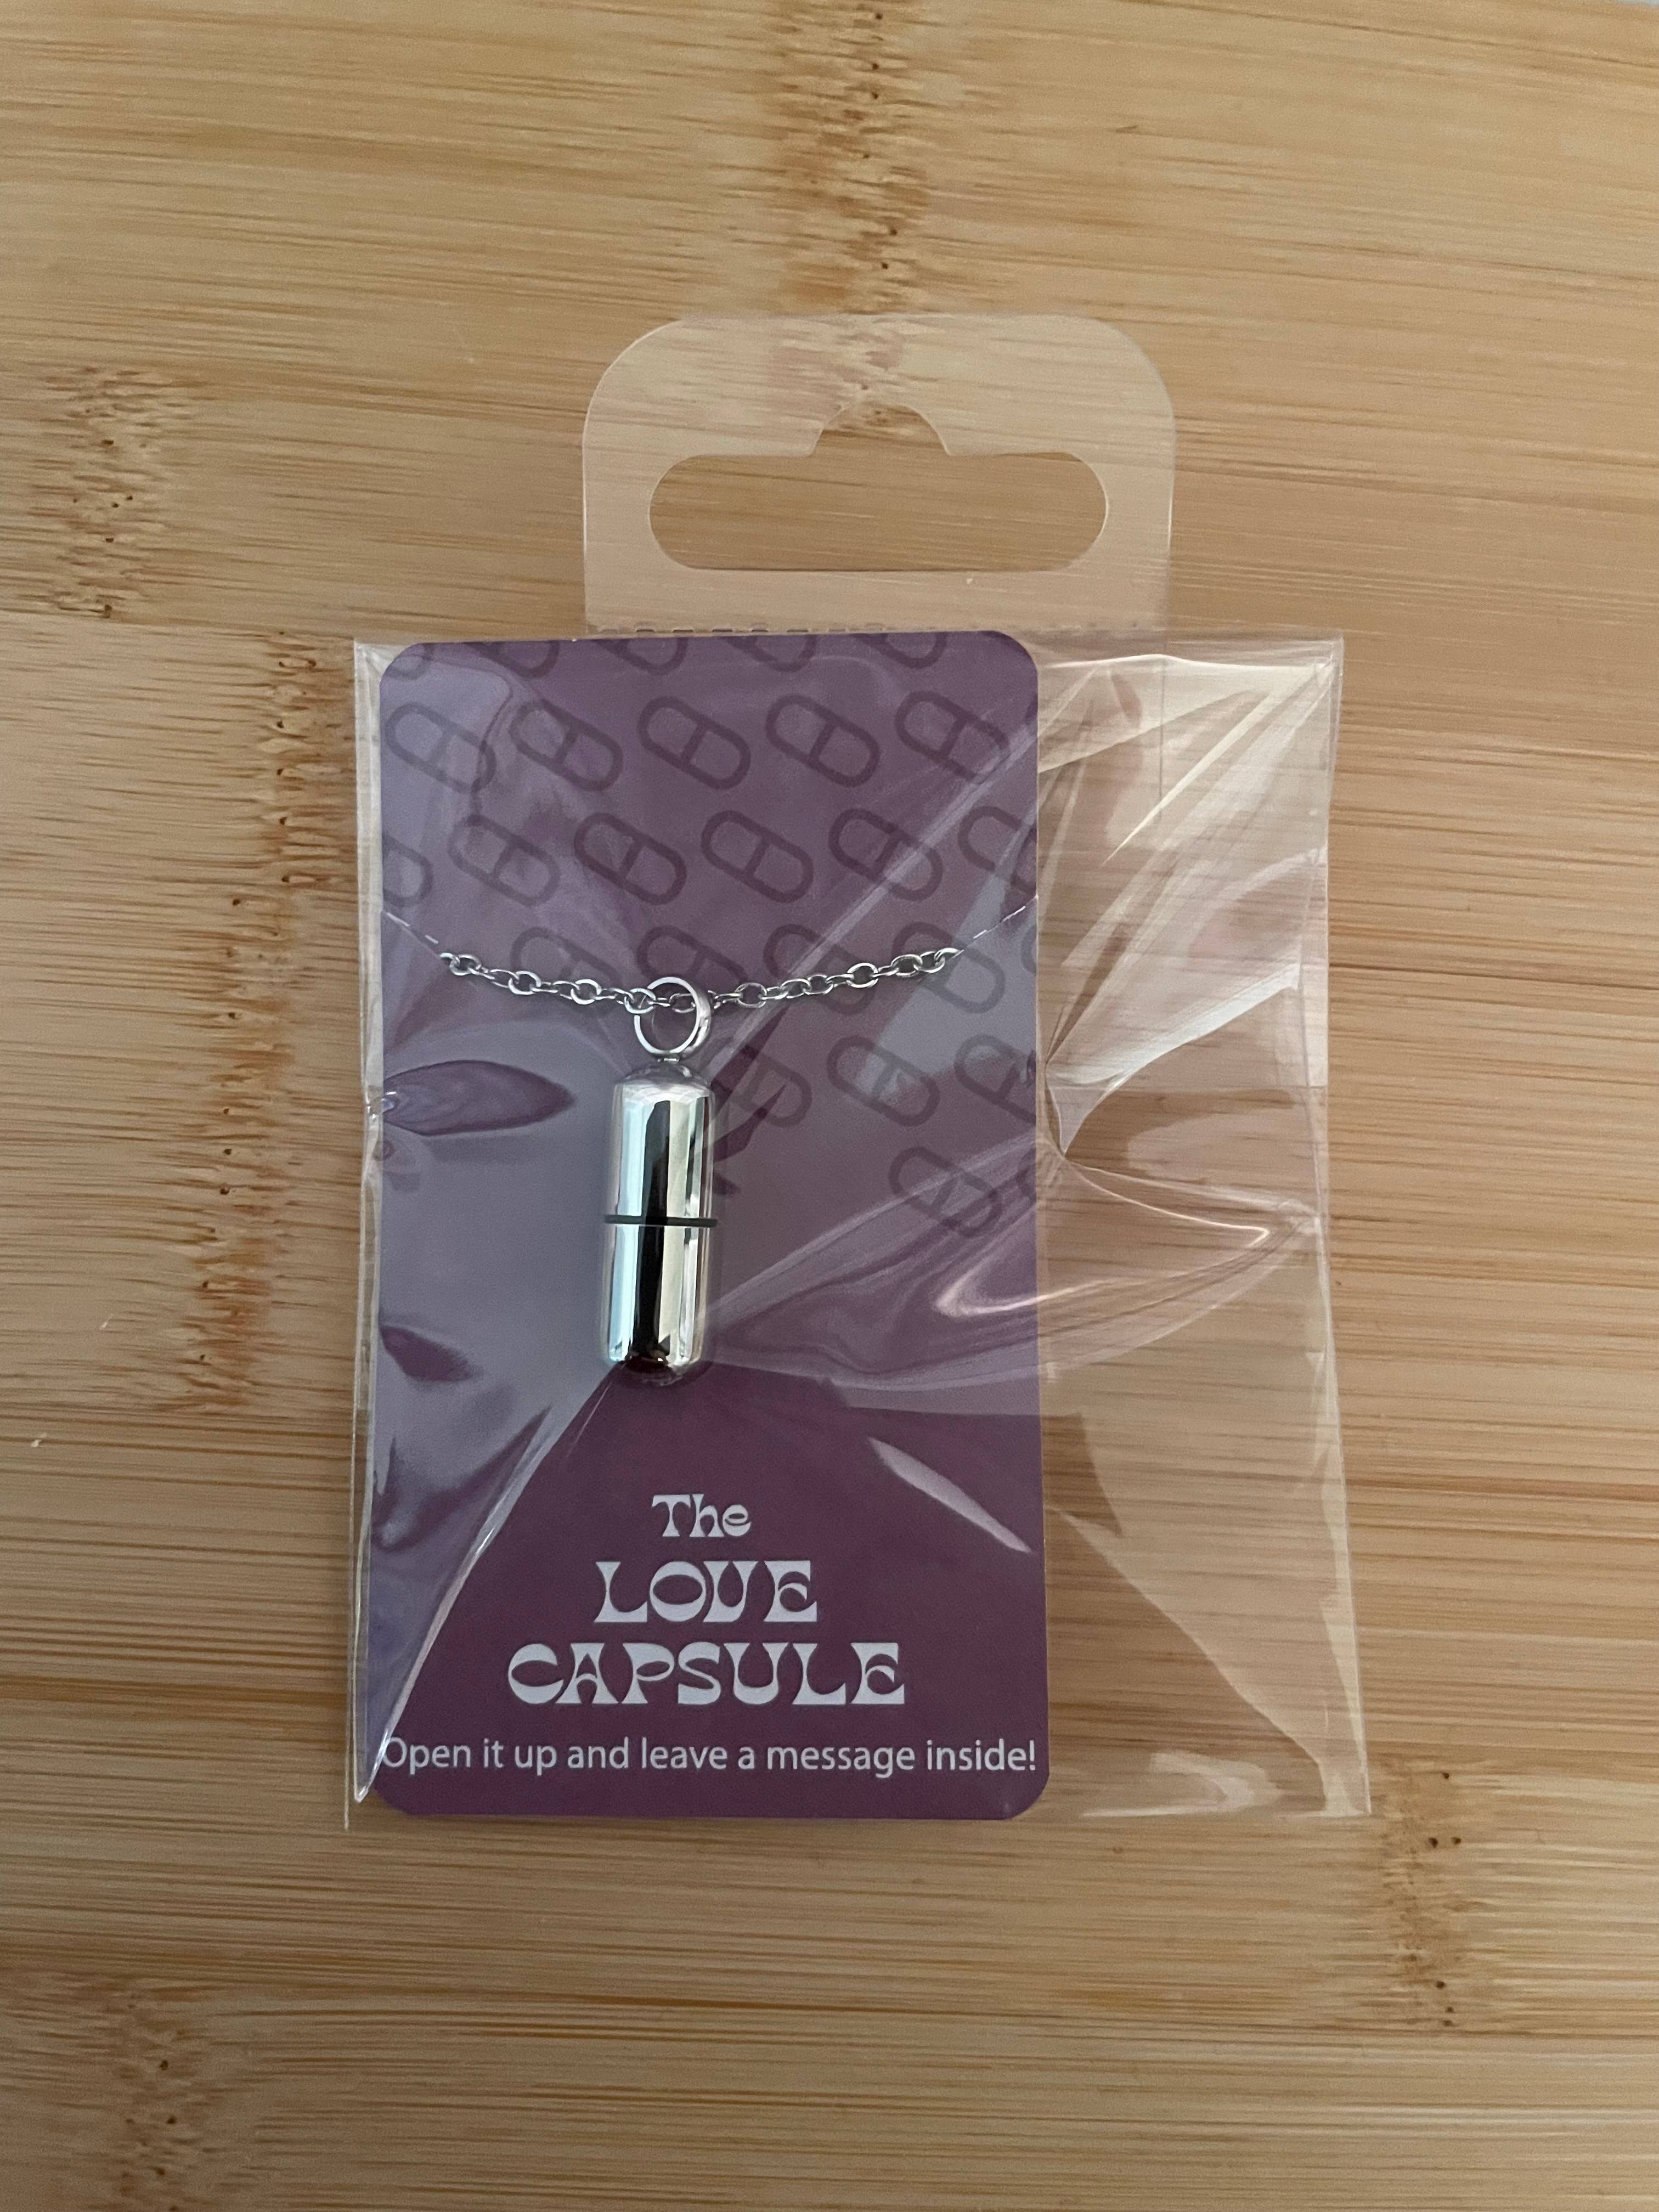 The
LOVE
CAPSULE
Open it up and leave a message inside!